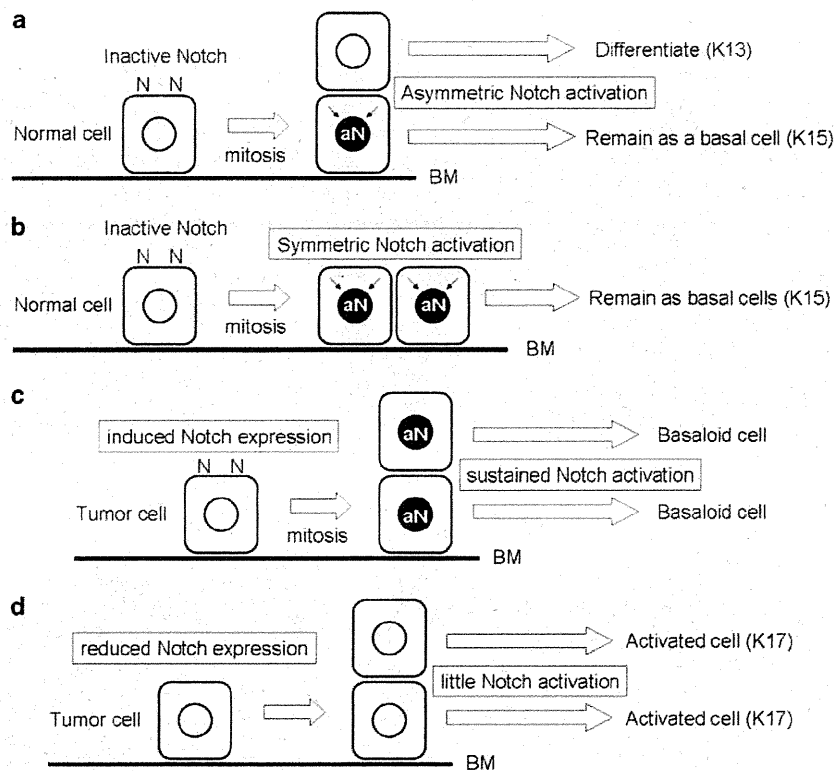 a
Inactive Notch
N N
Normal cell
mitosis
aN
BM
Asymmetric Notch activation
Differentiate (K13)
Remain as a basal cell (K15)
b
Inactive Notch
N N
Normal cell
mitosis
Symmetric Notch activation
aN aN
BM
Remain as basal cells (K15)
c
induced Notch expression
N N
Tumor cell
mitosis
aN
aN
BM
sustained Notch activation
Basaloid cell
Basaloid cell
d
reduced Notch expression
Tumor cell
BM
little Notch activation
Activated cell (K17)
Activated cell (K17)